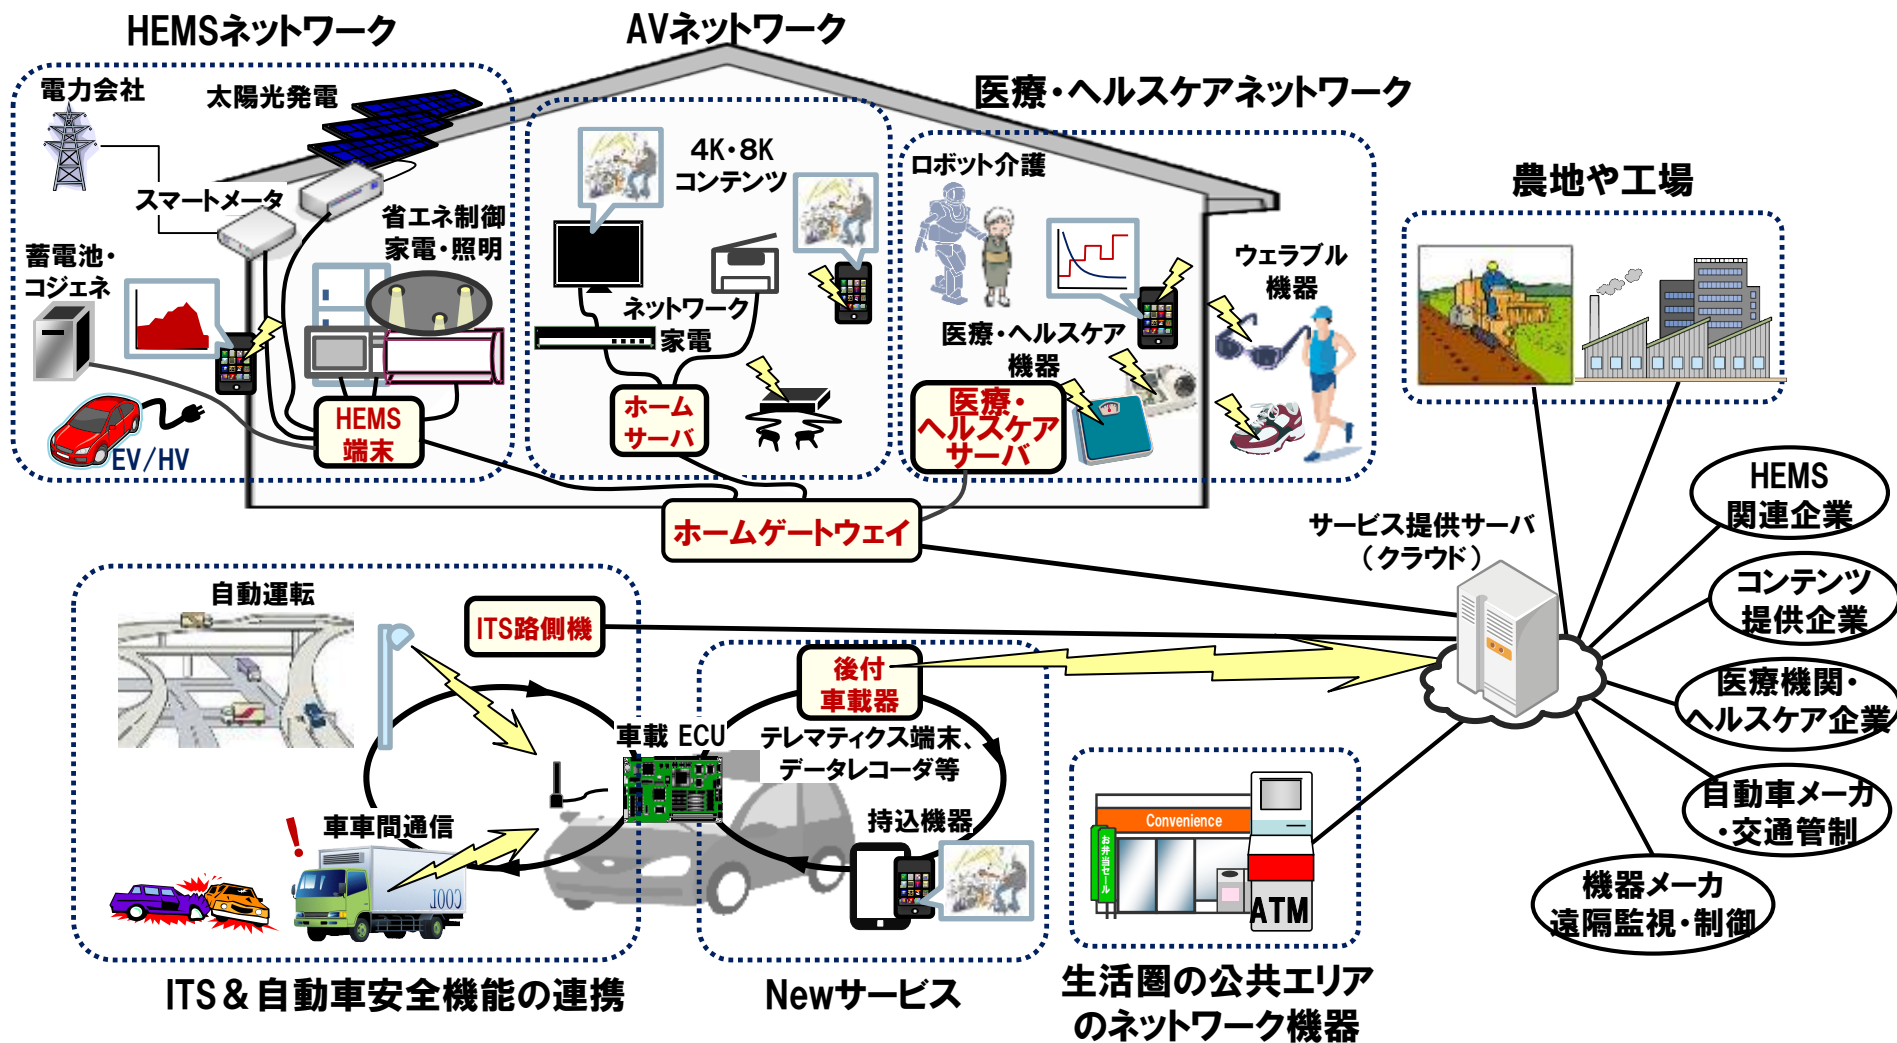 HEMSネットワーク
AVネットワーク
医療・ヘルスケアネットワーク
電力会社
太陽光発電
スマートメータ
省エネ制御
家電・照明
蓄電池・
コジェネ
EV/HV
HEMS
端末
4K・8K
コンテンツ
ネットワーク
家電
ホーム
サーバ
ロボット介護
ウェラブル
機器
医療・ヘルスケア
機器
医療・
ヘルスケア
サーバ
ホームゲートウェイ
農地や工場
サービス提供サーバ
（クラウド）
HEMS
関連企業
コンテンツ
提供企業
医療機関・
ヘルスケア企業
自動車メーカ
・交通管制
機器メーカ
遠隔監視・制御
自動運転
ITS路側機
後付
車載器
車載 ECU
テレマティクス端末、
データレコーダ等
車車間通信
!
COOL
持込機器
Convenience
お弁当セール
ATM
ITS＆自動車安全機能の連携
Newサービス
生活圏の公共エリア
のネットワーク機器